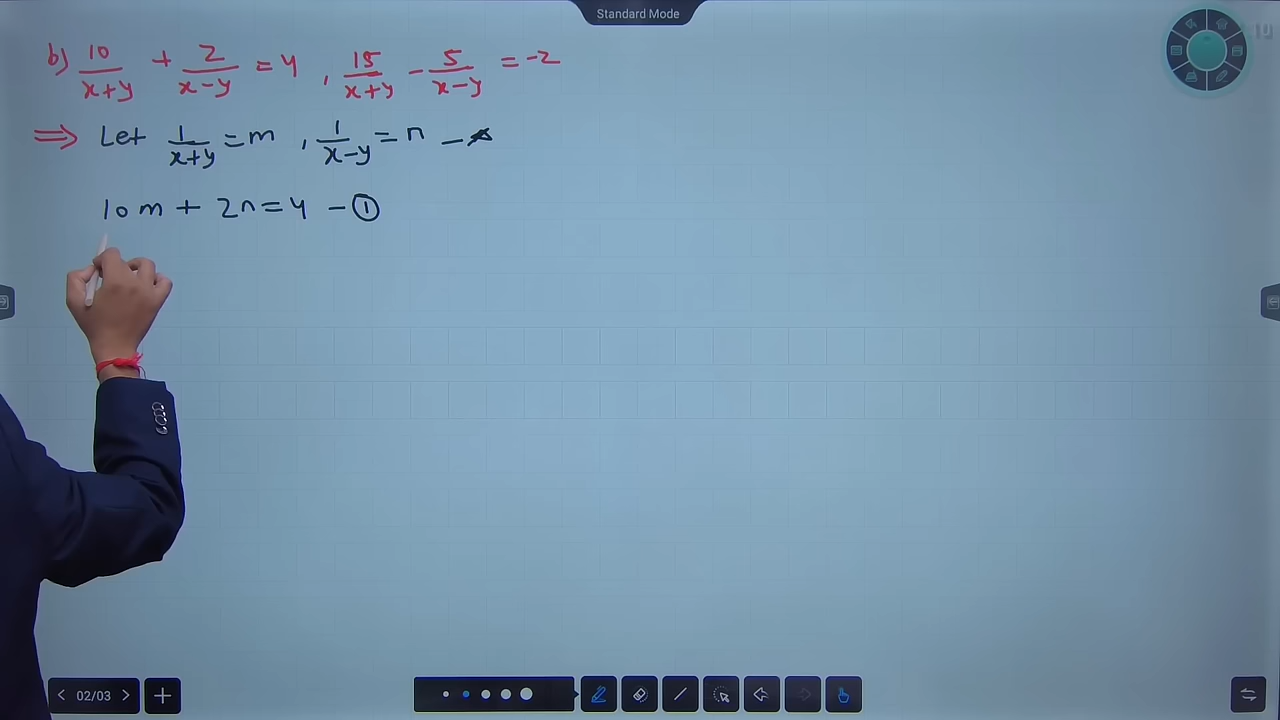 Standard Mode
b) 10/(x+y) + 2/(x-y) = 4 , 15/(x+y) - 5/(x-y) = -2
⇒ Let 1/(x+y) = m , 1/(x-y) = n - *
10m + 2n = 4 - ①
02/03